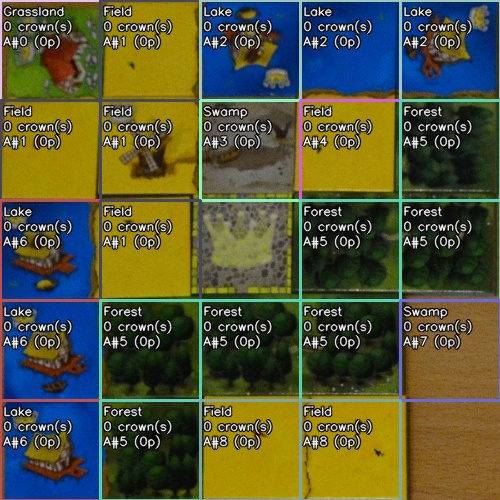 Grassland
0 crown(s)
A#0 (0p)
Field
0 crown(s)
A#1 (0p)
Lake
0 crown(s)
A#2 (0p)
Lake
0 crown(s)
A#2 (0p)
Lake
0 crown(s)
A#2 (0p)
Field
0 crown(s)
A#1 (0p)
Field
0 crown(s)
A#1 (0p)
Swamp
0 crown(s)
A#3 (0p)
Field
0 crown(s)
A#4 (0p)
Forest
0 crown(s)
A#5 (0p)
Lake
0 crown(s)
A#6 (0p)
Field
0 crown(s)
A#1 (0p)
Forest
0 crown(s)
A#5 (0p)
Forest
0 crown(s)
A#5 (0p)
Lake
0 crown(s)
A#6 (0p)
Forest
0 crown(s)
A#5 (0p)
Forest
0 crown(s)
A#5 (0p)
Forest
0 crown(s)
A#5 (0p)
Swamp
0 crown(s)
A#7 (0p)
Lake
0 crown(s)
A#6 (0p)
Forest
0 crown(s)
A#5 (0p)
Field
0 crown(s)
A#8 (0p)
Field
0 crown(s)
A#8 (0p)